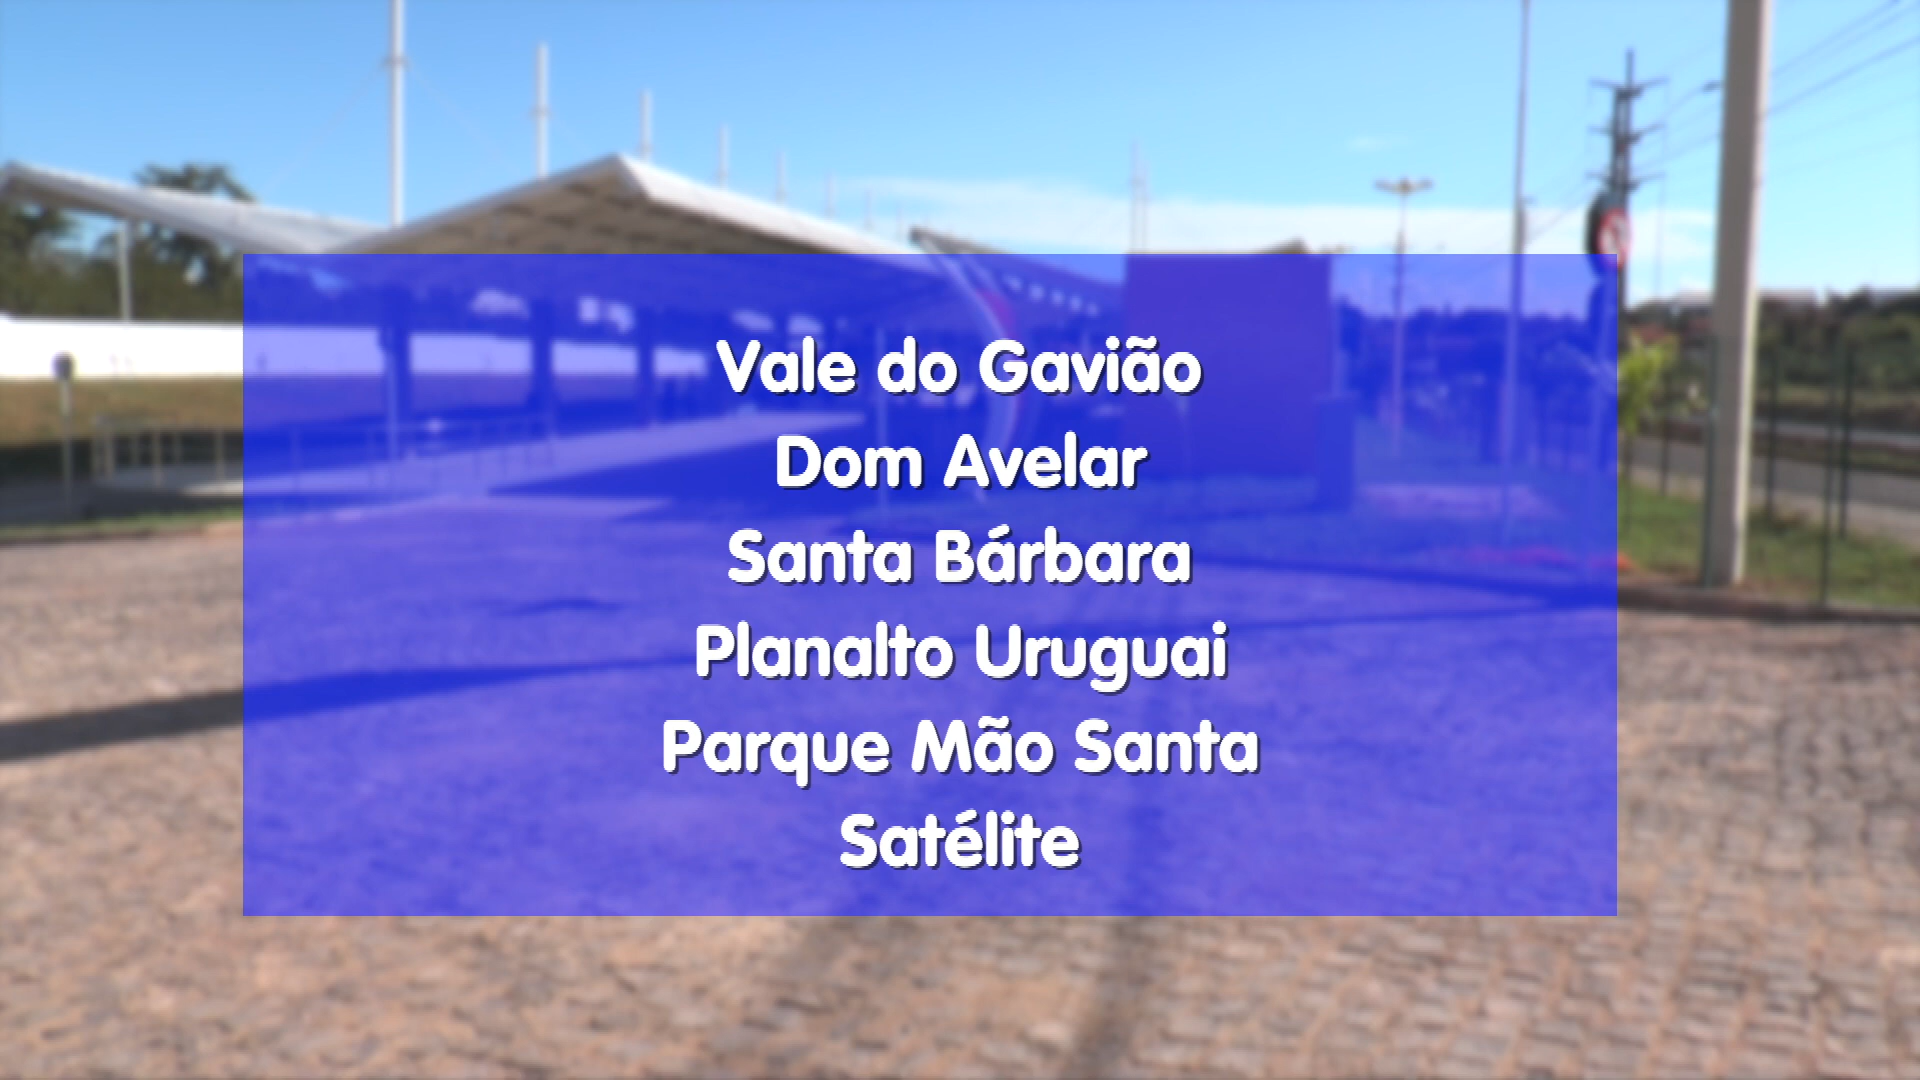 Vale do Gavião
Dom Avelar
Santa Bárbara
Planalto Uruguai
Parque Mão Santa
Satélite